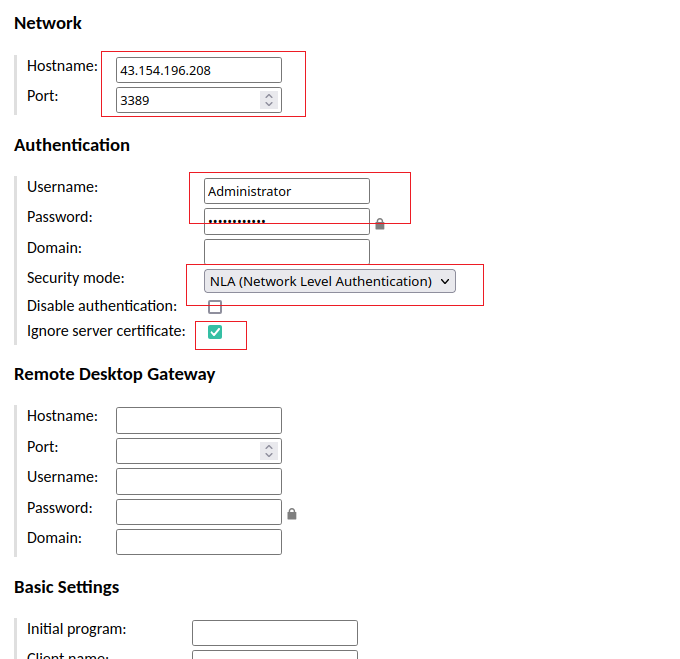 Network
Hostname: 43.154.196.208
Port: 3389
Authentication
Username: Administrator
Password: ••••••••••••
Domain:
Security mode: NLA (Network Level Authentication)
Disable authentication:
Ignore server certificate:
Remote Desktop Gateway
Hostname:
Port:
Username:
Password:
Domain:
Basic Settings
Initial program:
Client name: